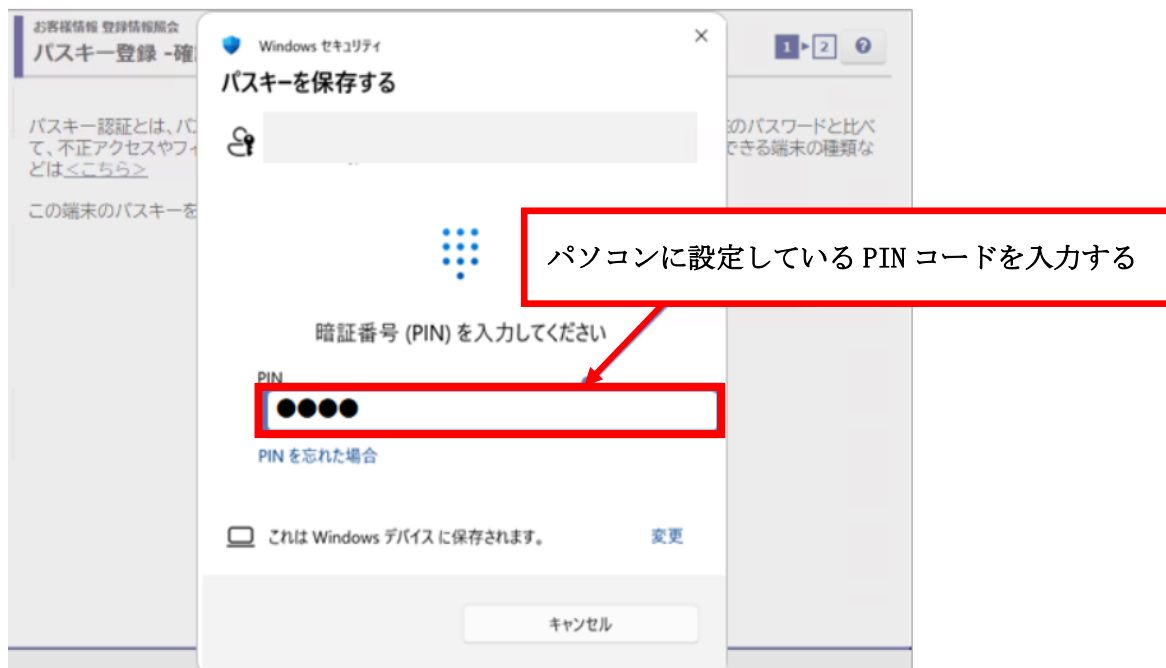 お客様情報 登録情報照会
パスキー登録 -確
1 ▶ 2 ?
Windows セキュリティ
パスキーを保存する
パスキー認証とは、パ
のパスワードと比べ
て、不正アクセスやフィ
できる端末の種類な
どは<こちら>
この端末のパスキーを
パソコンに設定している PIN コードを入力する
暗証番号 (PIN) を入力してください
PIN
●●●●
PIN を忘れた場合
これは Windows デバイス に保存されます。
変更
キャンセル